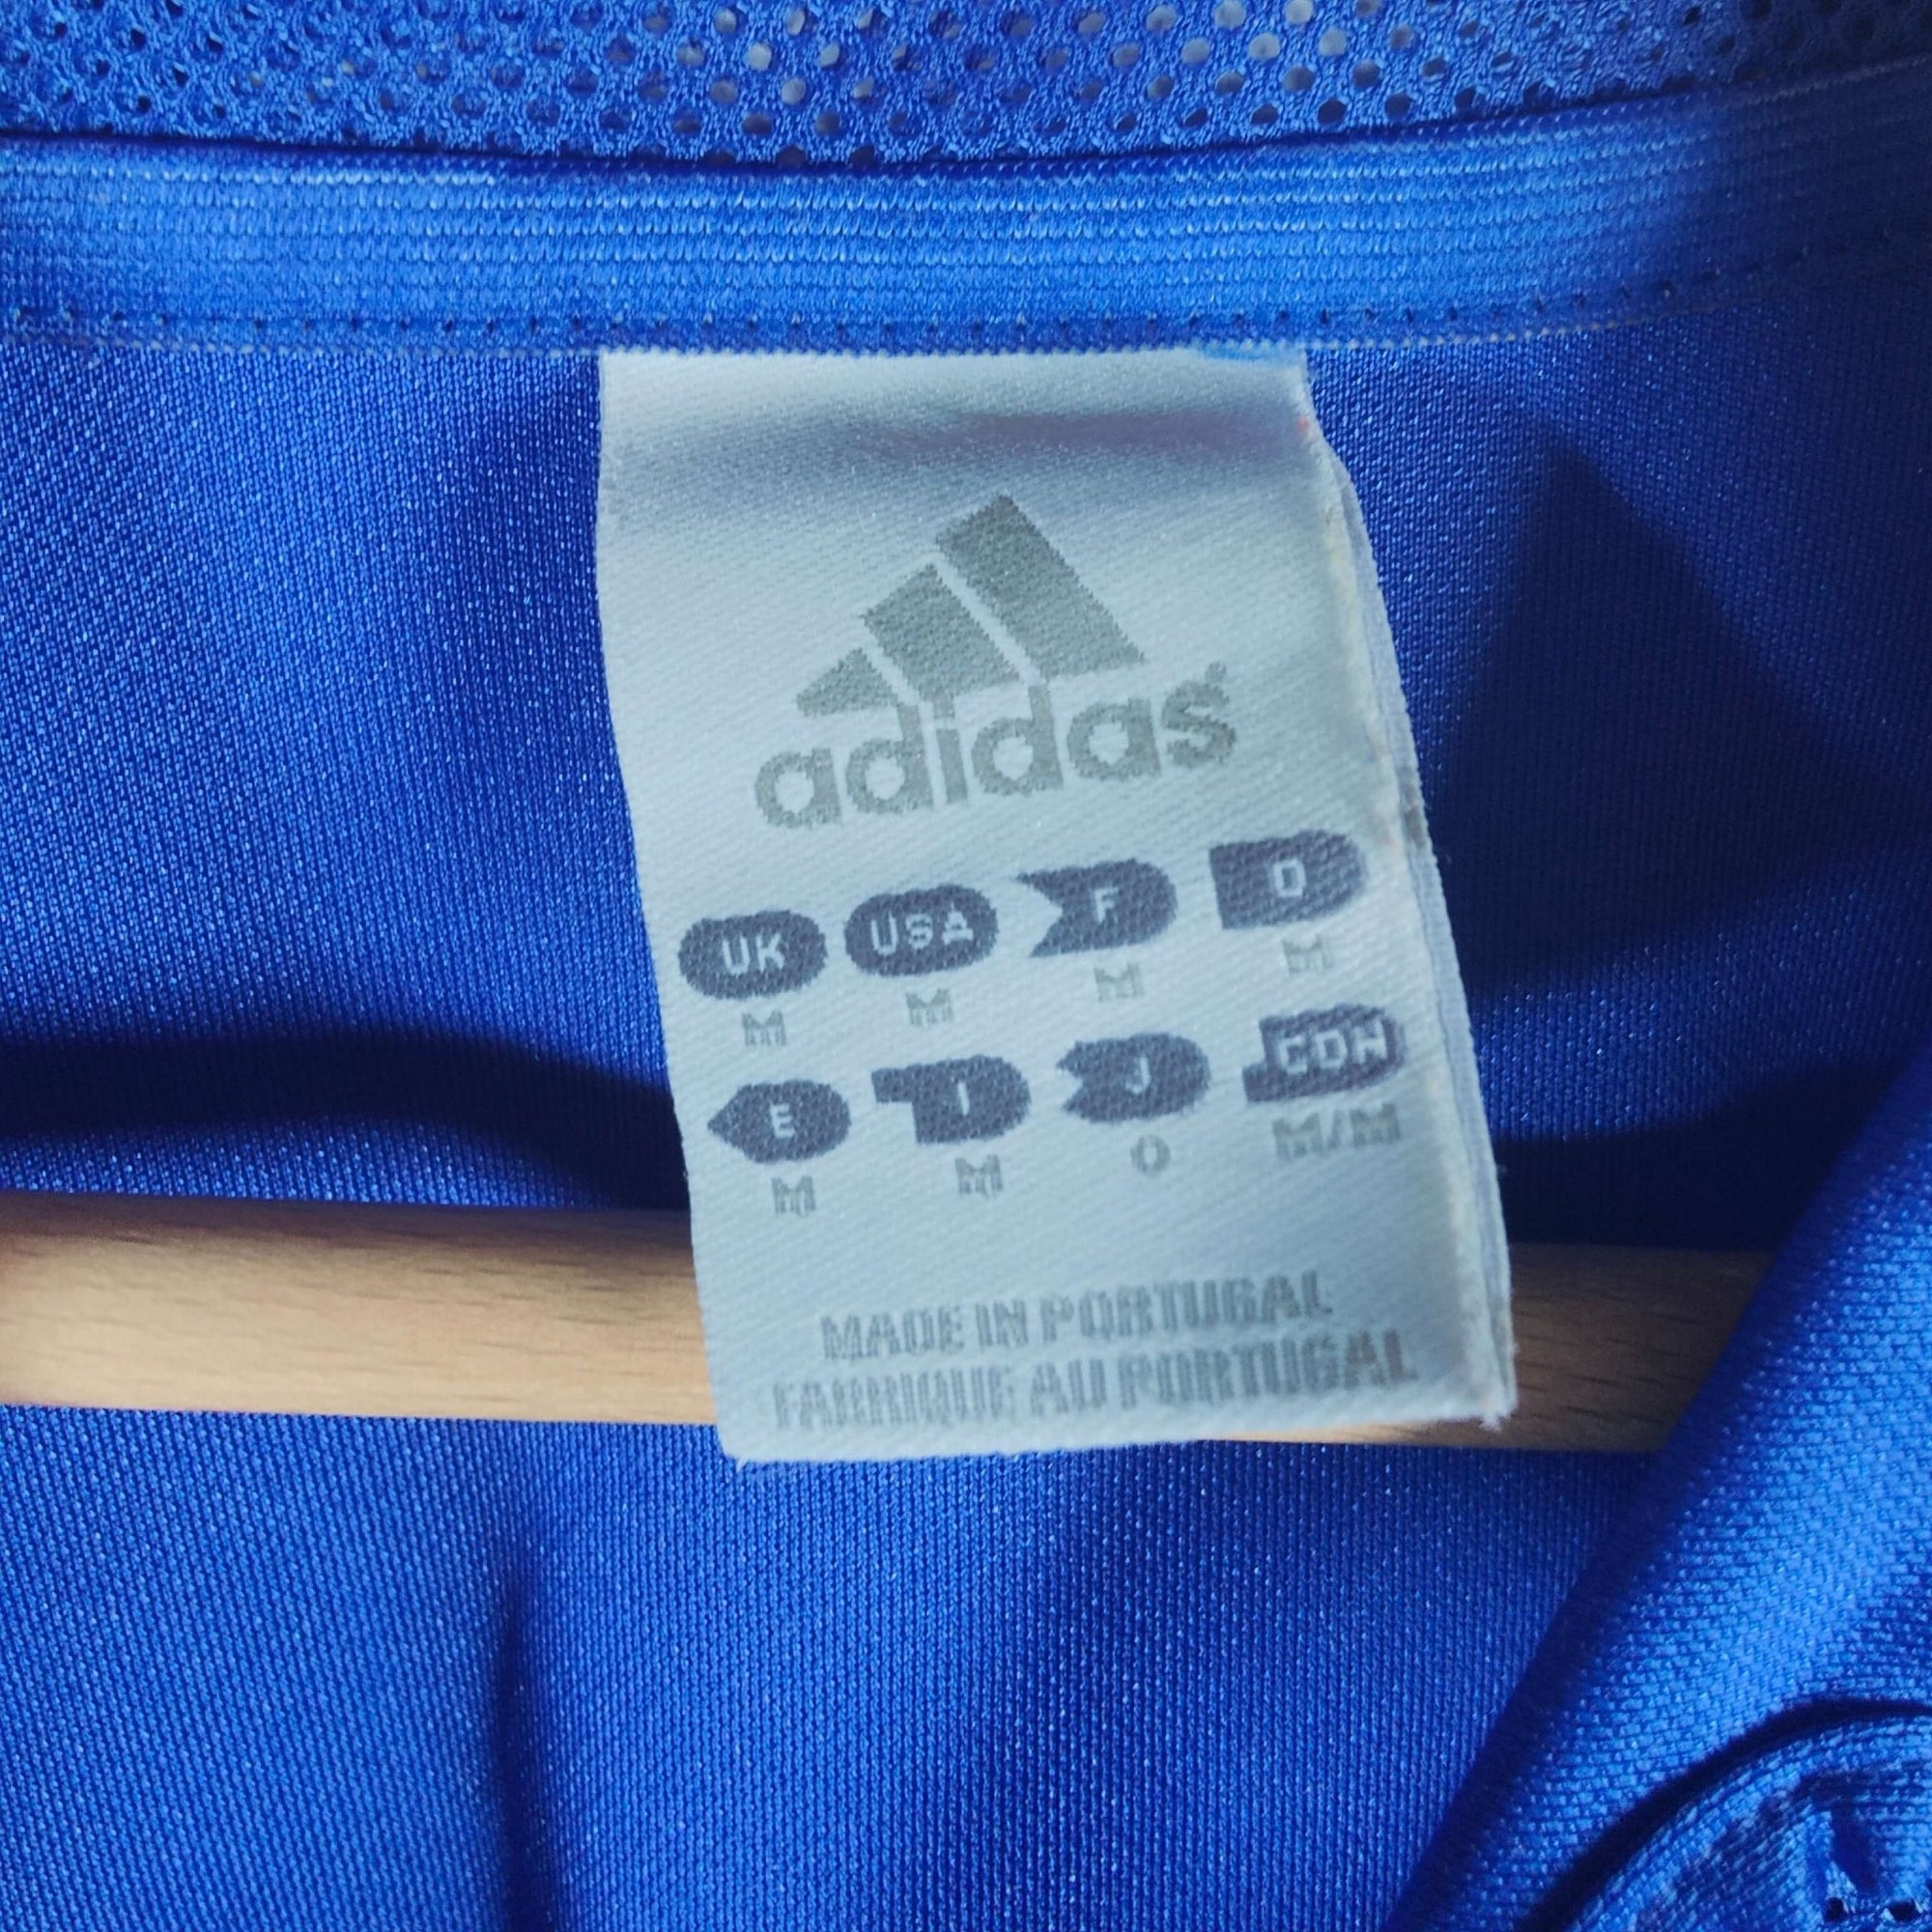 adidas®
UK USA F D
M M M M
E I J CDN
M M O M/M
MADE IN PORTUGAL
FABRIQUE AU PORTUGAL